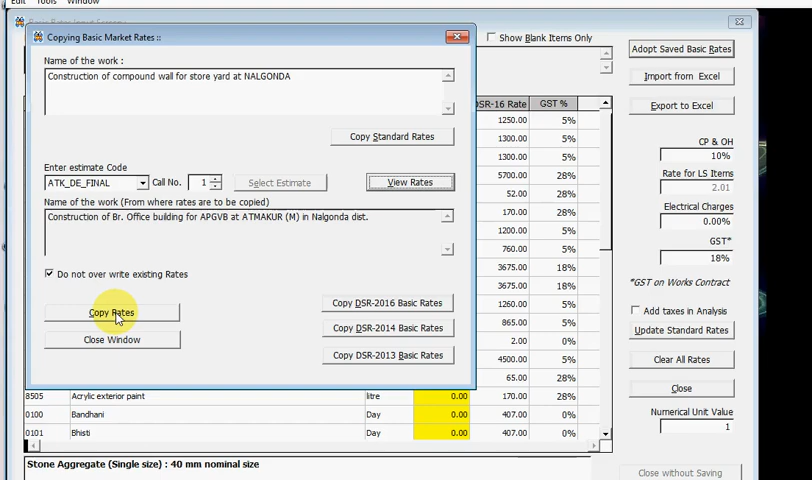 Edit Tools Window
Basic Rates Input Screen
Copying Basic Market Rates ::
Show Blank Items Only
Adopt Saved Basic Rates
Name of the work :
Construction of compound wall for store yard at NALGONDA
Import from Excel
DSR-16 Rate GST %
Export to Excel
1250.00 5%
Copy Standard Rates
1300.00 5%
CP & OH
10%
1300.00 5%
Enter estimate Code
Rate for LS Items
5700.00 28%
ATK_DE_FINAL Call No. 1 Select Estimate View Rates
2.01
52.00 28%
Name of the work (From where rates are to be copied)
Electrical Charges
170.00 28%
Construction of Br. Office building for APGVB at ATMAKUR (M) in Nalgonda dist.
0.00%
1200.00 5%
GST*
760.00 5%
18%
3675.00 18%
Do not over write existing Rates
*GST on Works Contract
3675.00 18%
Copy DSR-2016 Basic Rates
1260.00 5%
Copy Rates
Add taxes in Analysis
865.00 5%
Copy DSR-2014 Basic Rates
Update Standard Rates
Close Window
2.00 0%
Copy DSR-2013 Basic Rates
4500.00 5%
Clear All Rates
65.00 28%
Close
8505 Acrylic exterior paint litre 0.00 170.00 28%
0100 Bandhani Day 0.00 407.00 0%
Numerical Unit Value
1
0101 Bhisti Day 0.00 407.00 0%
Stone Aggregate (Single size) : 40 mm nominal size
Close without Saving